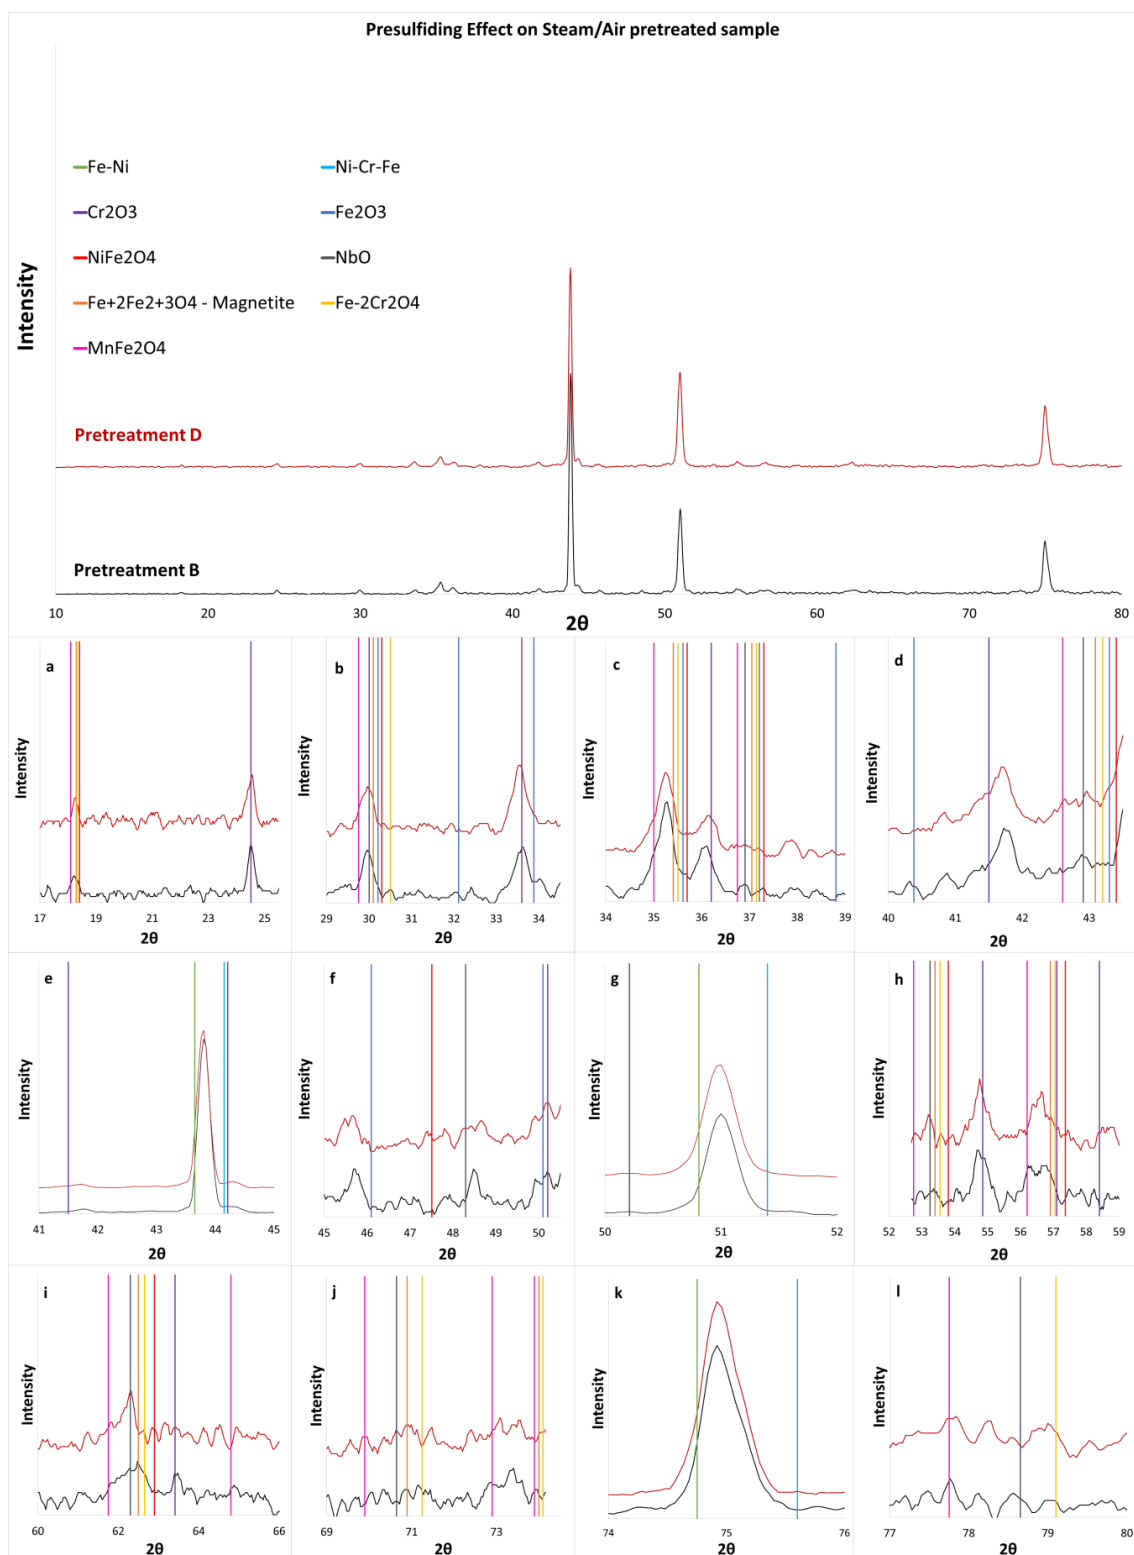 Presulfiding Effect on Steam/Air pretreated sample
Intensity
Fe-Ni
Ni-Cr-Fe
Cr2O3
Fe2O3
NiFe2O4
NbO
Fe+2Fe2+3O4 - Magnetite
Fe-2Cr2O4
MnFe2O4
Pretreatment D
Pretreatment B
10 20 30 40 50 60 70 80
2θ
a
Intensity
17 19 21 23 25
2θ
b
Intensity
29 30 31 32 33 34
2θ
c
Intensity
34 35 36 37 38 39
2θ
d
Intensity
40 41 42 43
2θ
e
Intensity
41 42 43 44 45
2θ
f
Intensity
45 46 47 48 49 50
2θ
g
Intensity
50 51 52
2θ
h
Intensity
52 53 54 55 56 57 58 59
2θ
i
Intensity
60 62 64 66
2θ
j
Intensity
69 71 73
2θ
k
Intensity
74 75 76
2θ
l
Intensity
77 78 79 80
2θ